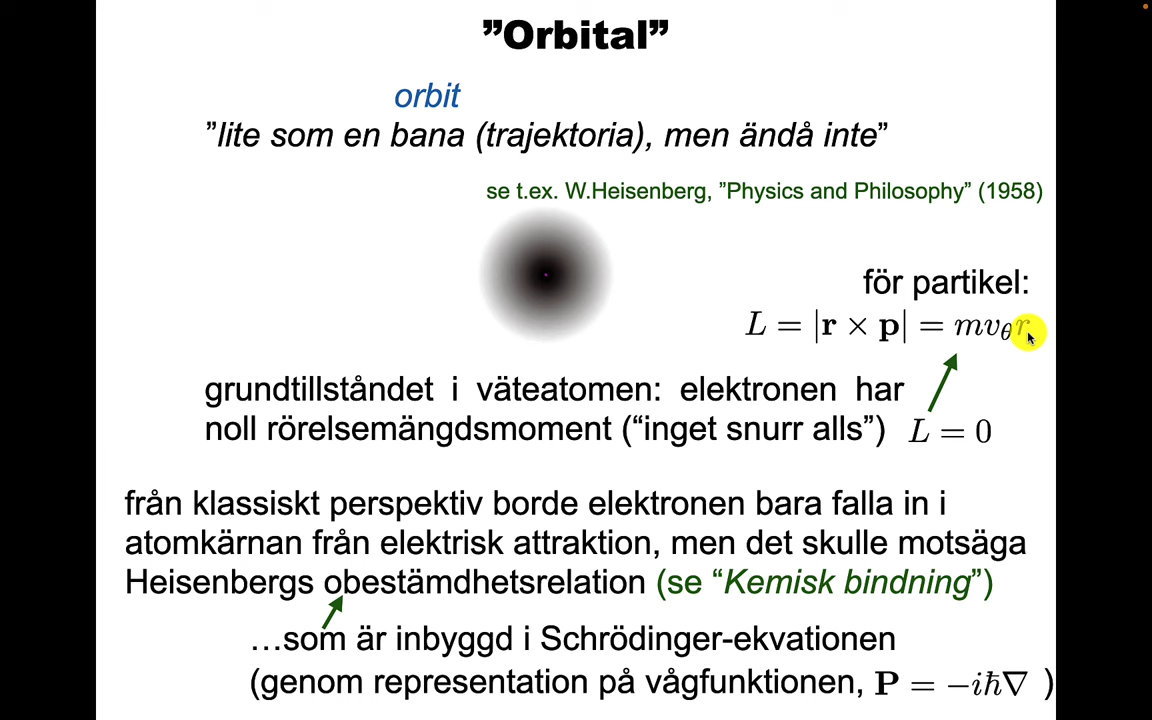 ”Orbital”
orbit
”lite som en bana (trajektoria), men ändå inte”
se t.ex. W.Heisenberg, ”Physics and Philosophy” (1958)
för partikel:
L = |r × p| = mv_θ r
grundtillståndet i väteatomen: elektronen har
noll rörelsemängdsmoment (“inget snurr alls”) L = 0
från klassiskt perspektiv borde elektronen bara falla in i
atomkärnan från elektrisk attraktion, men det skulle motsäga
Heisenbergs obestämdhetsrelation (se “Kemisk bindning”)
…som är inbyggd i Schrödinger-ekvationen
(genom representation på vågfunktionen, P = −iħ∇ )